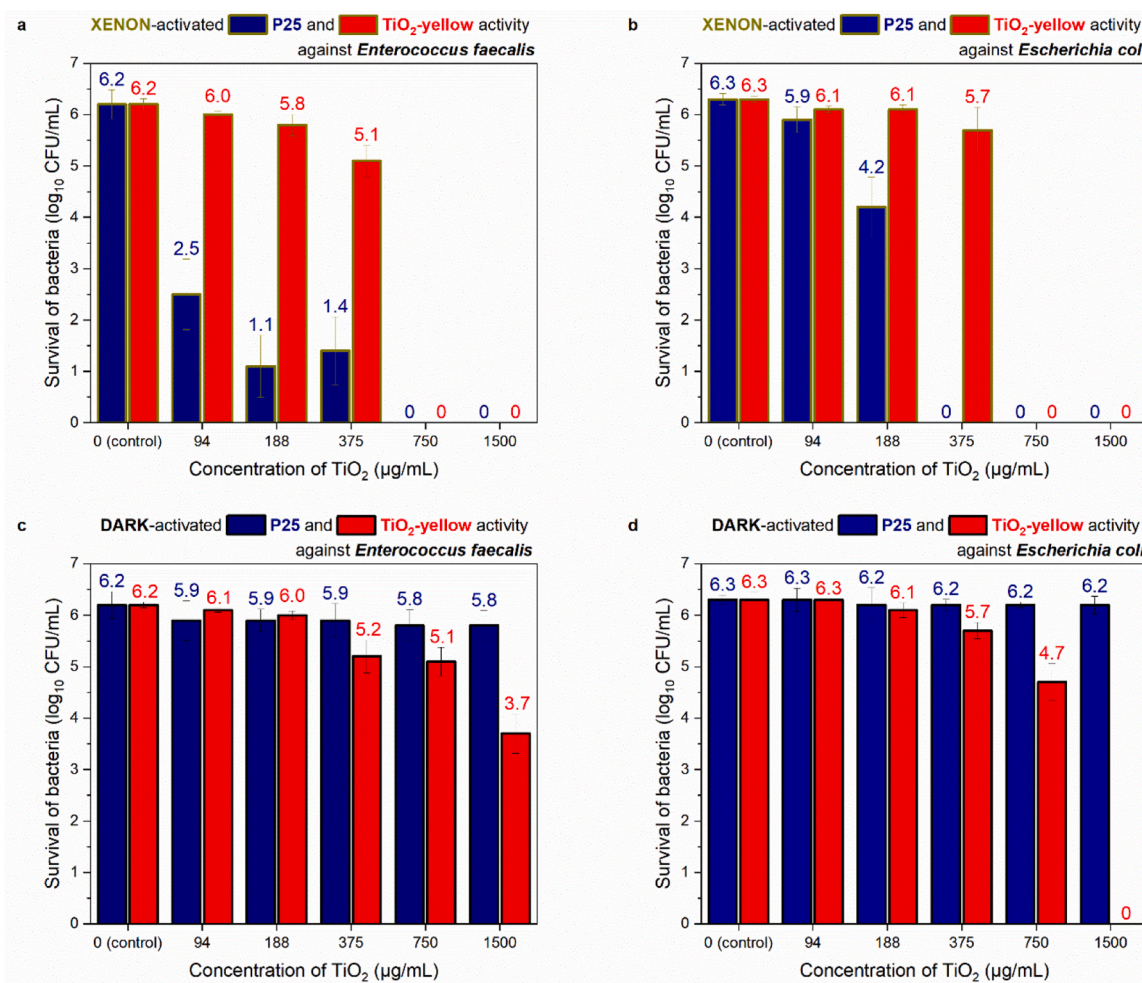 a XENON-activated P25 and TiO₂-yellow activity
against Enterococcus faecalis
Survival of bacteria (log₁₀ CFU/mL)
7
6
5
4
3
2
1
0
6.2 6.2 2.5 6.0 1.1 5.8 1.4 5.1 0 0 0 0
0 (control) 94 188 375 750 1500
Concentration of TiO₂ (µg/mL)
b XENON-activated P25 and TiO₂-yellow activity
against Escherichia col
Survival of bacteria (log₁₀ CFU/mL)
7
6
5
4
3
2
1
0
6.3 6.3 5.9 6.1 4.2 6.1 0 5.7 0 0 0 0
0 (control) 94 188 375 750 1500
Concentration of TiO₂ (µg/mL)
c DARK-activated P25 and TiO₂-yellow activity
against Enterococcus faecalis
Survival of bacteria (log₁₀ CFU/mL)
7
6
5
4
3
2
1
0
6.2 6.2 5.9 6.1 5.9 6.0 5.9 5.2 5.8 5.1 5.8 3.7
0 (control) 94 188 375 750 1500
Concentration of TiO₂ (µg/mL)
d DARK-activated P25 and TiO₂-yellow activity
against Escherichia coli
Survival of bacteria (log₁₀ CFU/mL)
7
6
5
4
3
2
1
0
6.3 6.3 6.3 6.3 6.2 6.1 6.2 5.7 6.2 4.7 6.2 0
0 (control) 94 188 375 750 1500
Concentration of TiO₂ (µg/mL)